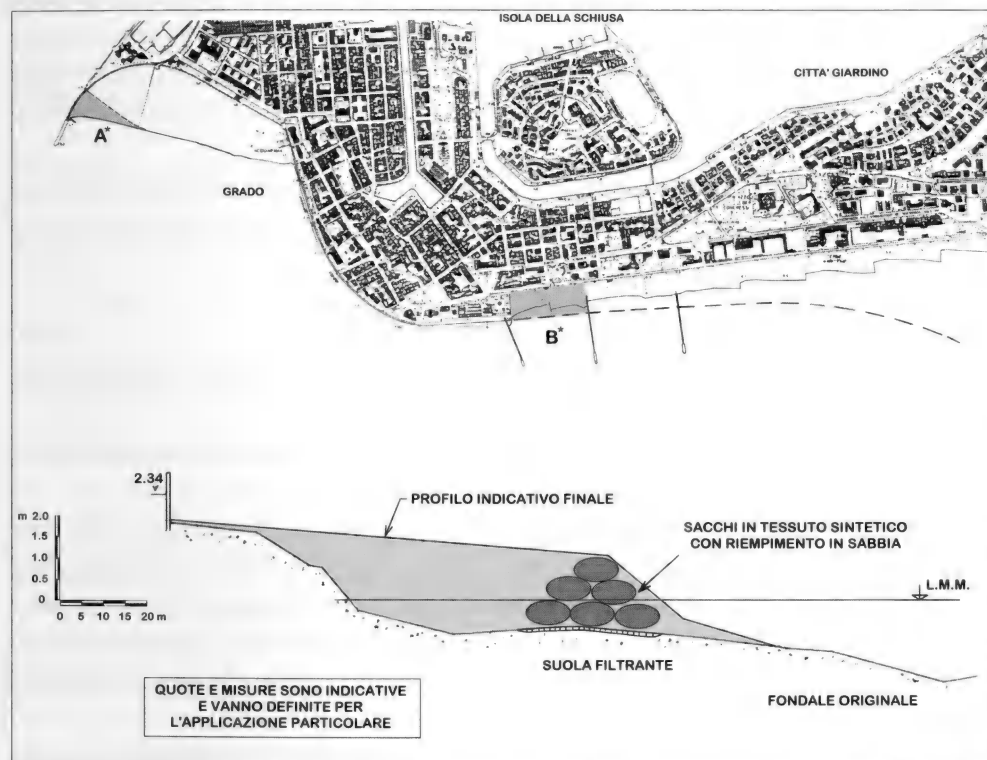 ISOLA DELLA SCHIUSA
CITTA' GIARDINO
A*
GRADO
B*
2.34
PROFILO INDICATIVO FINALE
m 2.0
1.5
1.0
0.5
0
0 5 10 15 20 m
SACCHI IN TESSUTO SINTETICO
CON RIEMPIMENTO IN SABBIA
L.M.M.
SUOLA FILTRANTE
FONDALE ORIGINALE
QUOTE E MISURE SONO INDICATIVE
E VANNO DEFINITE PER
L'APPLICAZIONE PARTICOLARE